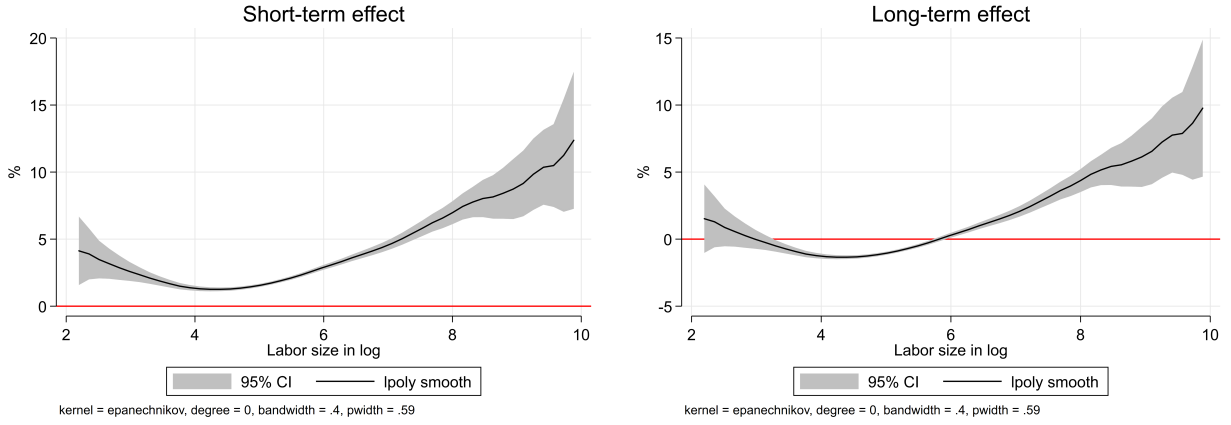 Short-term effect
20
15
10
5
0
%
2 4 6 8 10
Labor size in log
95% CI lpoly smooth
kernel = epanechnikov, degree = 0, bandwidth = .4, pwidth = .59
Long-term effect
15
10
5
0
-5
%
2 4 6 8 10
Labor size in log
95% CI lpoly smooth
kernel = epanechnikov, degree = 0, bandwidth = .4, pwidth = .59